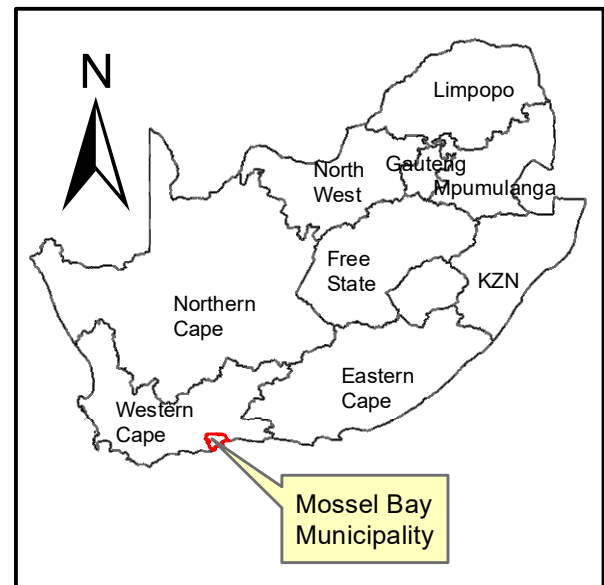 N
Limpopo
North
West
Gauteng
Mpumulanga
Free
State
KZN
Northern
Cape
Eastern
Cape
Western
Cape
Mossel Bay
Municipality